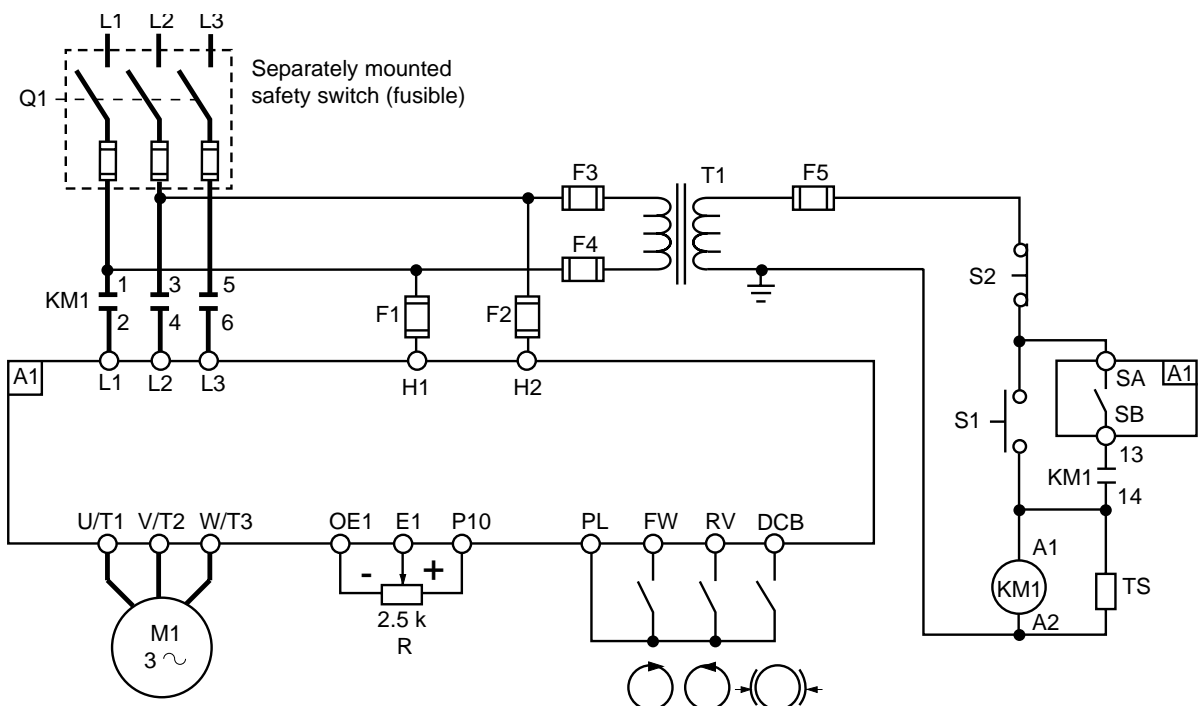 L1 L2 L3
Separately mounted
safety switch (fusible)
Q1
F3 T1 F5
F4
S2
1 3 5
KM1
2 4 6
F1 F2
A1
L1 L2 L3 H1 H2
SA A1
SB
S1
13
KM1
14
U/T1 V/T2 W/T3 OE1 E1 P10 PL FW RV DCB
- +
2.5 k
R
A1
KM1
A2
TS
M1
3 ~